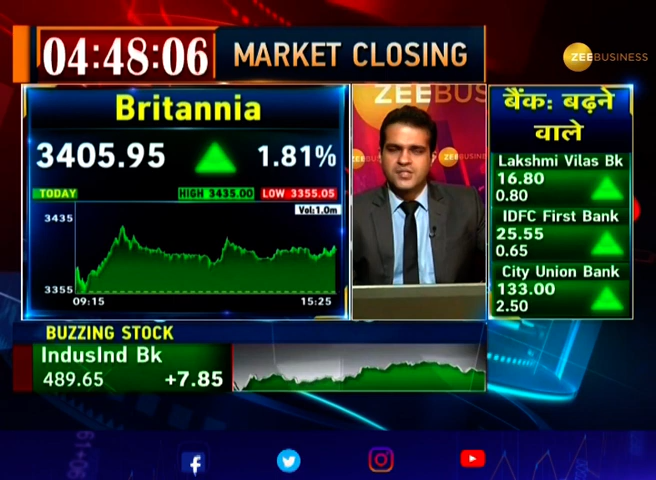 04:48:06 MARKET CLOSING
ZEEBUSINESS
Britannia
3405.95 1.81%
TODAY HIGH 3435.00 LOW 3355.05
Vol:1.0m
3435
3355
09:15 15:25
ZEEBUS
ZEEBUSINESS
बैंक: बढ़ने
वाले
Lakshmi Vilas Bk
16.80
0.80
IDFC First Bank
25.55
0.65
City Union Bank
133.00
2.50
BUZZING STOCK
IndusInd Bk
489.65 +7.85